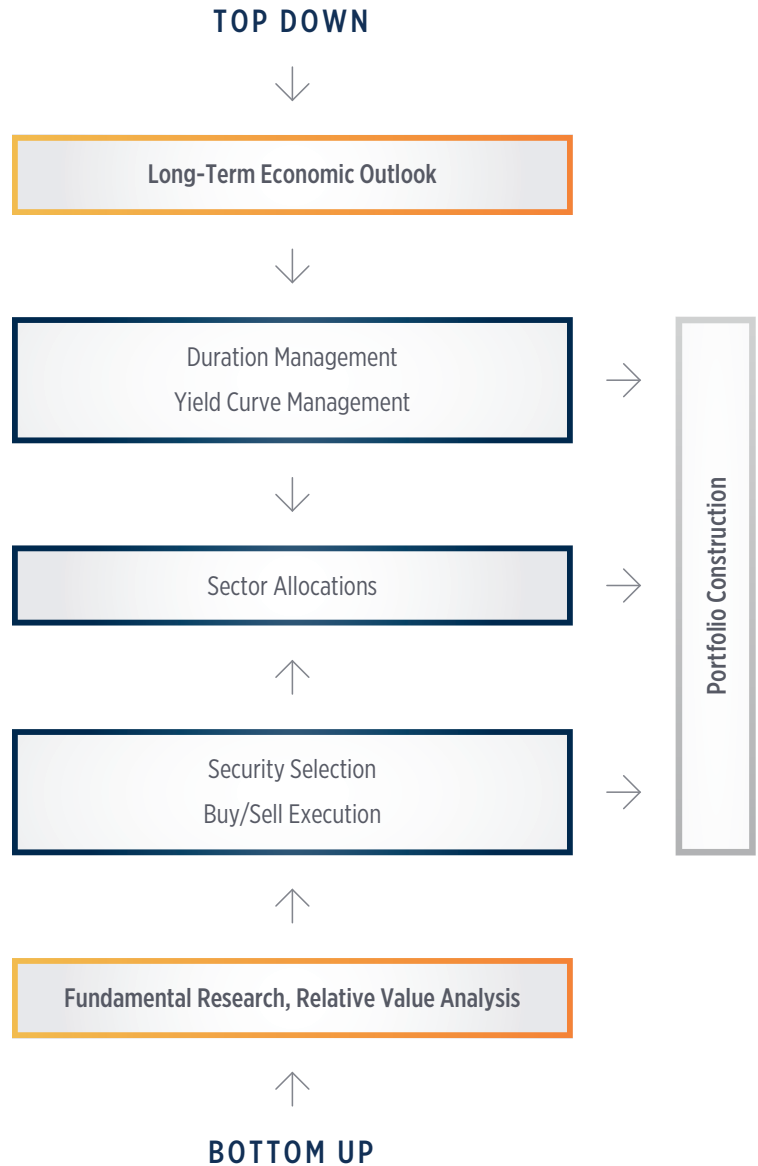 TOP DOWN
Long-Term Economic Outlook
Duration Management
Yield Curve Management
Sector Allocations
Security Selection
Buy/Sell Execution
Fundamental Research, Relative Value Analysis
BOTTOM UP
Portfolio Construction